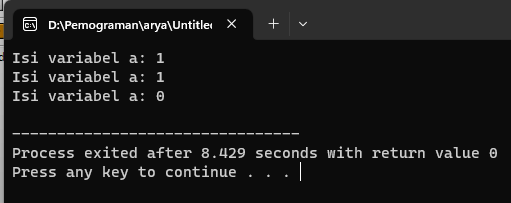 D:\Pemograman\arya\Untitle
Isi variabel a: 1
Isi variabel a: 1
Isi variabel a: 0
--------------------------------
Process exited after 8.429 seconds with return value 0
Press any key to continue . . .